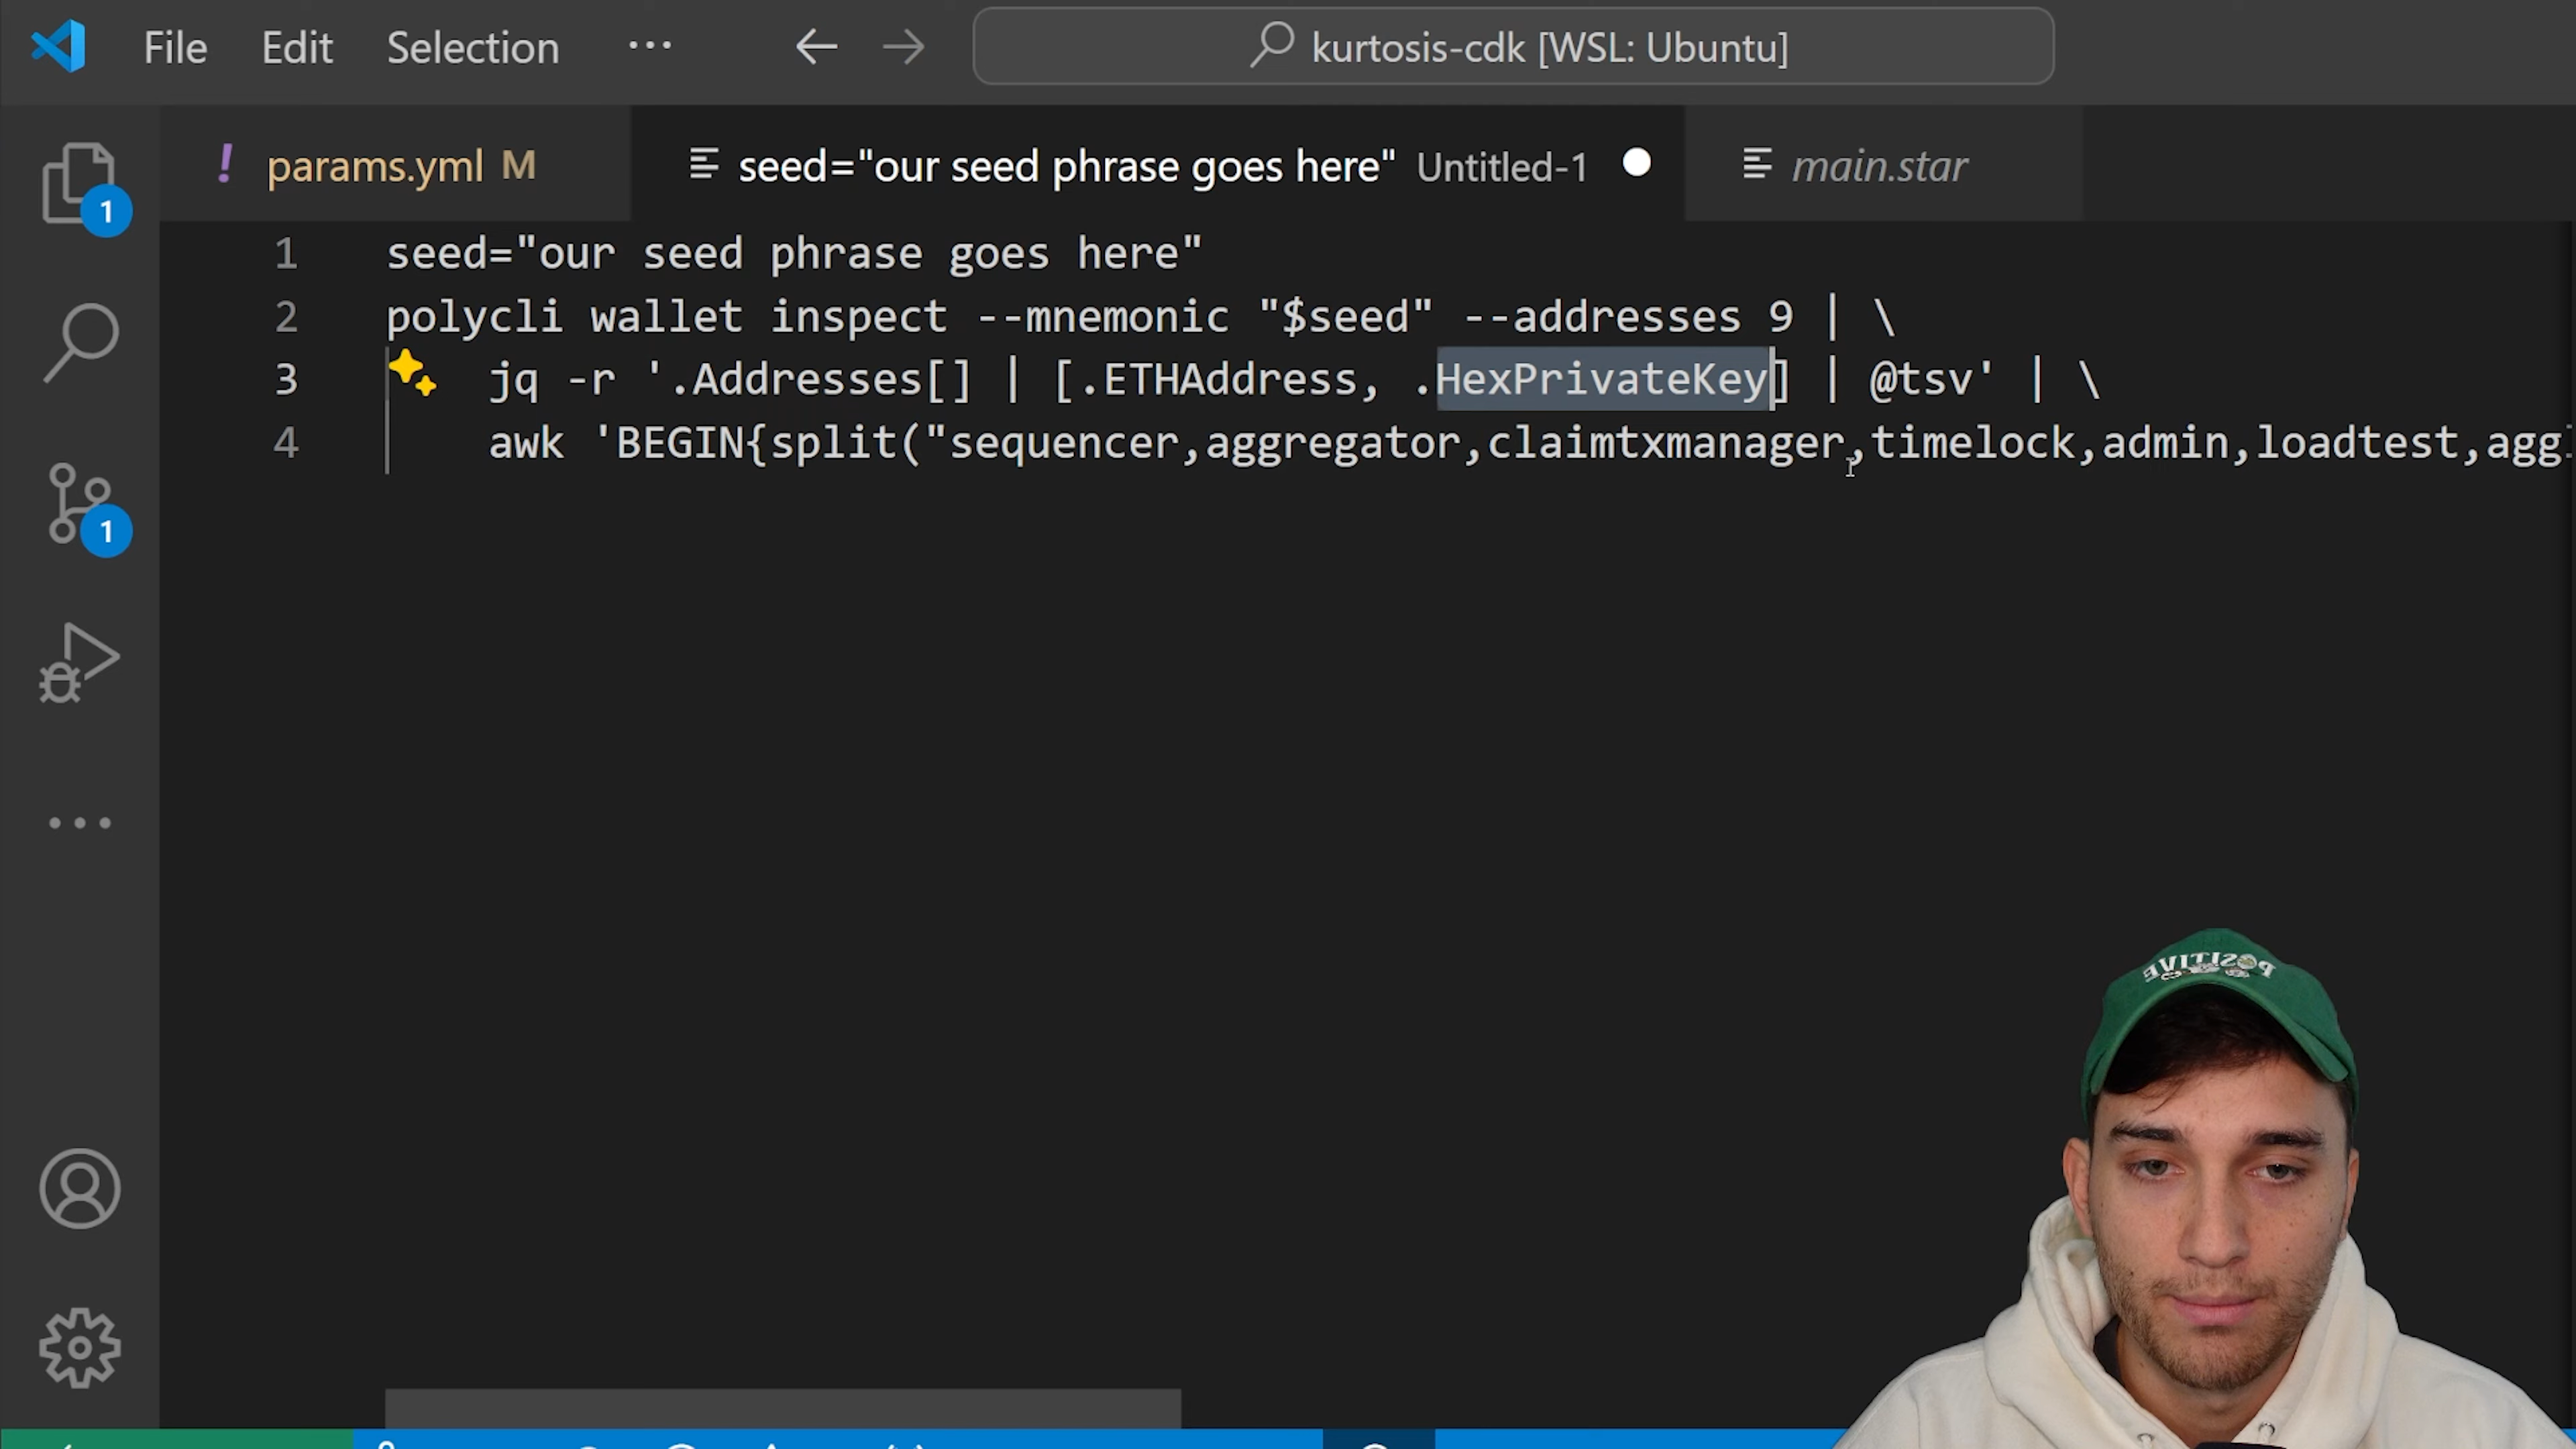 File Edit Selection ··· kurtosis-cdk [WSL: Ubuntu]
! params.yml M seed="our seed phrase goes here" Untitled-1 main.star
1 seed="our seed phrase goes here"
2 polycli wallet inspect --mnemonic "$seed" --addresses 9 | \
3 jq -r '.Addresses[] | [.ETHAddress, .HexPrivateKey] | @tsv' | \
4 awk 'BEGIN{split("sequencer,aggregator,claimtxmanager,timelock,admin,loadtest,agg
1
1
POSITIVE